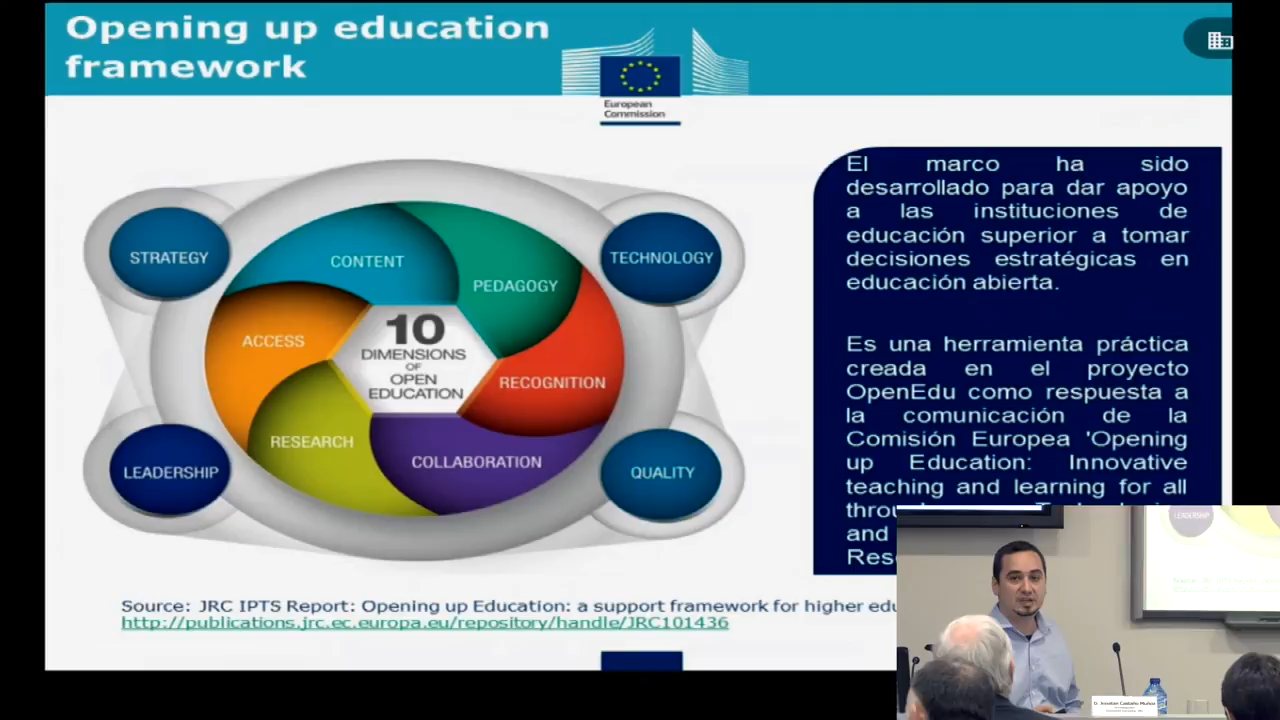 Opening up education
framework
European
Commission
STRATEGY
CONTENT
TECHNOLOGY
PEDAGOGY
ACCESS
10
DIMENSIONS
OF
OPEN
EDUCATION
RECOGNITION
RESEARCH
COLLABORATION
LEADERSHIP
QUALITY
El marco ha sido
desarrollado para dar apoyo
a las instituciones de
educación superior a tomar
decisiones estratégicas en
educación abierta.
Es una herramienta práctica
creada en el proyecto
OpenEdu como respuesta a
la comunicación de la
Comisión Europea 'Opening
up Education: Innovative
teaching and learning for all
and
Source: JRC IPTS Report: Opening up Education: a support framework for higher
http://publications.jrc.ec.europa.eu/repository/handle/JRC101436
LEADERSHIP
D. Jonatan Castaño Muñoz